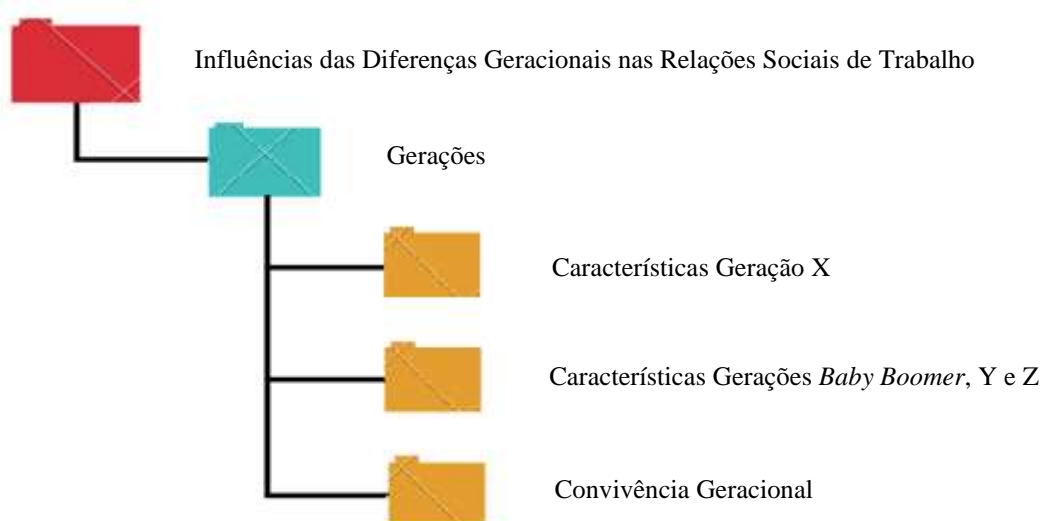 Influências das Diferenças Geracionais nas Relações Sociais de Trabalho
Gerações
Características Geração X
Características Gerações Baby Boomer, Y e Z
Convivência Geracional